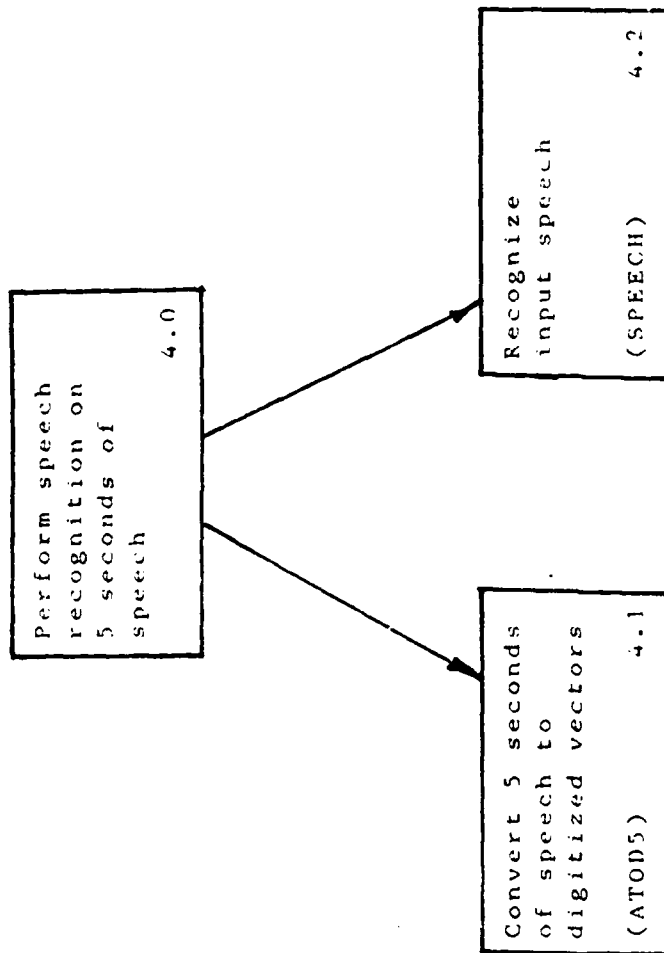 Perform speech
recognition on
5 seconds of
speech
4.0
Convert 5 seconds
of speech to
digitized vectors
(ATOD5) 4.1
Recognize
input speech
(SPEECH) 4.2